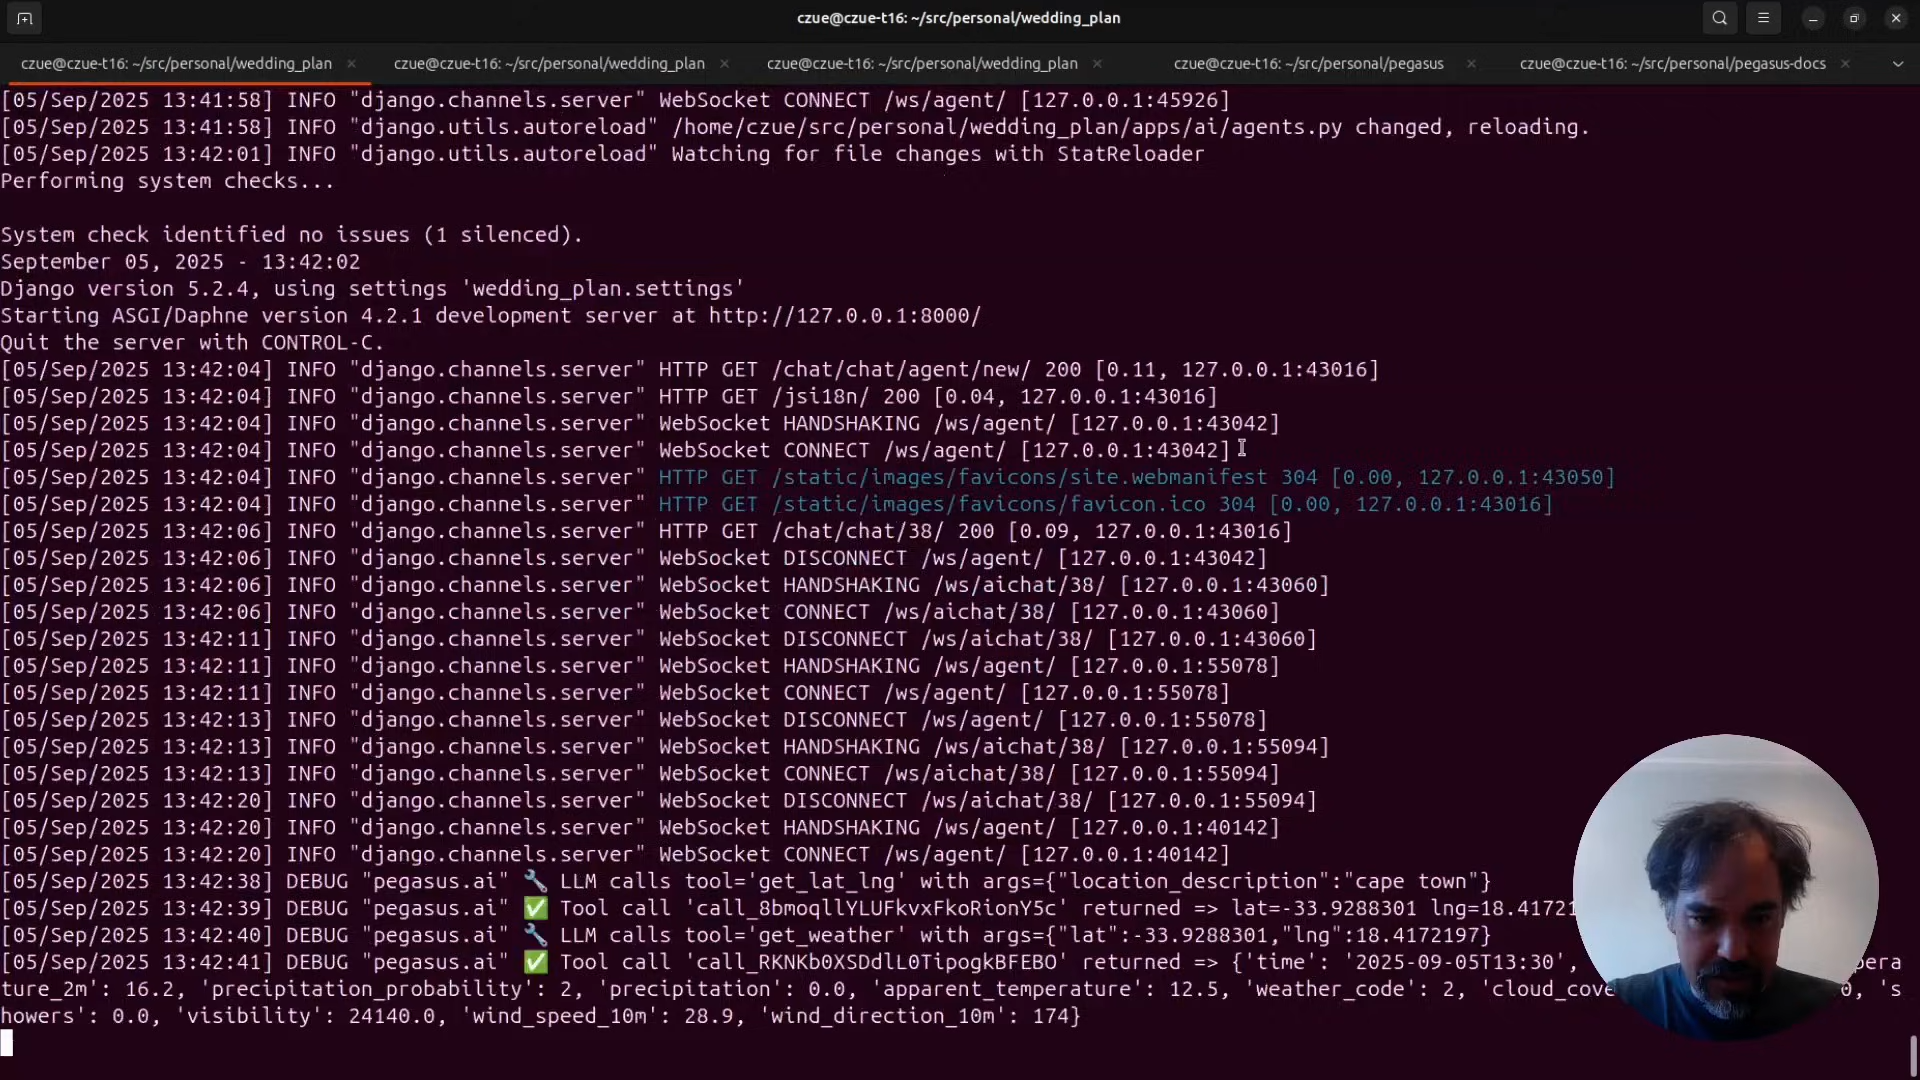 czue@czue-t16: ~/src/personal/wedding_plan
czue@czue-t16: ~/src/personal/wedding_plan × czue@czue-t16: ~/src/personal/wedding_plan × czue@czue-t16: ~/src/personal/wedding_plan × czue@czue-t16: ~/src/personal/pegasus × czue@czue-t16: ~/src/personal/pegasus-docs ×
[05/Sep/2025 13:41:58] INFO "django.channels.server" WebSocket CONNECT /ws/agent/ [127.0.0.1:45926]
[05/Sep/2025 13:41:58] INFO "django.utils.autoreload" /home/czue/src/personal/wedding_plan/apps/ai/agents.py changed, reloading.
[05/Sep/2025 13:42:01] INFO "django.utils.autoreload" Watching for file changes with StatReloader
Performing system checks...
System check identified no issues (1 silenced).
September 05, 2025 - 13:42:02
Django version 5.2.4, using settings 'wedding_plan.settings'
Starting ASGI/Daphne version 4.2.1 development server at http://127.0.0.1:8000/
Quit the server with CONTROL-C.
[05/Sep/2025 13:42:04] INFO "django.channels.server" HTTP GET /chat/chat/agent/new/ 200 [0.11, 127.0.0.1:43016]
[05/Sep/2025 13:42:04] INFO "django.channels.server" HTTP GET /jsi18n/ 200 [0.04, 127.0.0.1:43016]
[05/Sep/2025 13:42:04] INFO "django.channels.server" WebSocket HANDSHAKING /ws/agent/ [127.0.0.1:43042]
[05/Sep/2025 13:42:04] INFO "django.channels.server" WebSocket CONNECT /ws/agent/ [127.0.0.1:43042]
[05/Sep/2025 13:42:04] INFO "django.channels.server" HTTP GET /static/images/favicons/site.webmanifest 304 [0.00, 127.0.0.1:43050]
[05/Sep/2025 13:42:04] INFO "django.channels.server" HTTP GET /static/images/favicons/favicon.ico 304 [0.00, 127.0.0.1:43016]
[05/Sep/2025 13:42:06] INFO "django.channels.server" HTTP GET /chat/chat/38/ 200 [0.09, 127.0.0.1:43016]
[05/Sep/2025 13:42:06] INFO "django.channels.server" WebSocket DISCONNECT /ws/agent/ [127.0.0.1:43042]
[05/Sep/2025 13:42:06] INFO "django.channels.server" WebSocket HANDSHAKING /ws/aichat/38/ [127.0.0.1:43060]
[05/Sep/2025 13:42:06] INFO "django.channels.server" WebSocket CONNECT /ws/aichat/38/ [127.0.0.1:43060]
[05/Sep/2025 13:42:11] INFO "django.channels.server" WebSocket DISCONNECT /ws/aichat/38/ [127.0.0.1:43060]
[05/Sep/2025 13:42:11] INFO "django.channels.server" WebSocket HANDSHAKING /ws/agent/ [127.0.0.1:55078]
[05/Sep/2025 13:42:11] INFO "django.channels.server" WebSocket CONNECT /ws/agent/ [127.0.0.1:55078]
[05/Sep/2025 13:42:13] INFO "django.channels.server" WebSocket DISCONNECT /ws/agent/ [127.0.0.1:55078]
[05/Sep/2025 13:42:13] INFO "django.channels.server" WebSocket HANDSHAKING /ws/aichat/38/ [127.0.0.1:55094]
[05/Sep/2025 13:42:13] INFO "django.channels.server" WebSocket CONNECT /ws/aichat/38/ [127.0.0.1:55094]
[05/Sep/2025 13:42:20] INFO "django.channels.server" WebSocket DISCONNECT /ws/aichat/38/ [127.0.0.1:55094]
[05/Sep/2025 13:42:20] INFO "django.channels.server" WebSocket HANDSHAKING /ws/agent/ [127.0.0.1:40142]
[05/Sep/2025 13:42:20] INFO "django.channels.server" WebSocket CONNECT /ws/agent/ [127.0.0.1:40142]
[05/Sep/2025 13:42:38] DEBUG "pegasus.ai" 🔧 LLM calls tool='get_lat_lng' with args={"location_description":"cape town"}
[05/Sep/2025 13:42:39] DEBUG "pegasus.ai" ✅ Tool call 'call_8bmoqllYLUFkvxFkoRionY5c' returned => lat=-33.9288301 lng=18.41721
[05/Sep/2025 13:42:40] DEBUG "pegasus.ai" 🔧 LLM calls tool='get_weather' with args={"lat":-33.9288301,"lng":18.4172197}
[05/Sep/2025 13:42:41] DEBUG "pegasus.ai" ✅ Tool call 'call_RKNKb0XSDdlL0TipogkBFEBO' returned => {'time': '2025-09-05T13:30', pera
ture_2m': 16.2, 'precipitation_probability': 2, 'precipitation': 0.0, 'apparent_temperature': 12.5, 'weather_code': 2, 'cloud_cove 0, 's
howers': 0.0, 'visibility': 24140.0, 'wind_speed_10m': 28.9, 'wind_direction_10m': 174}